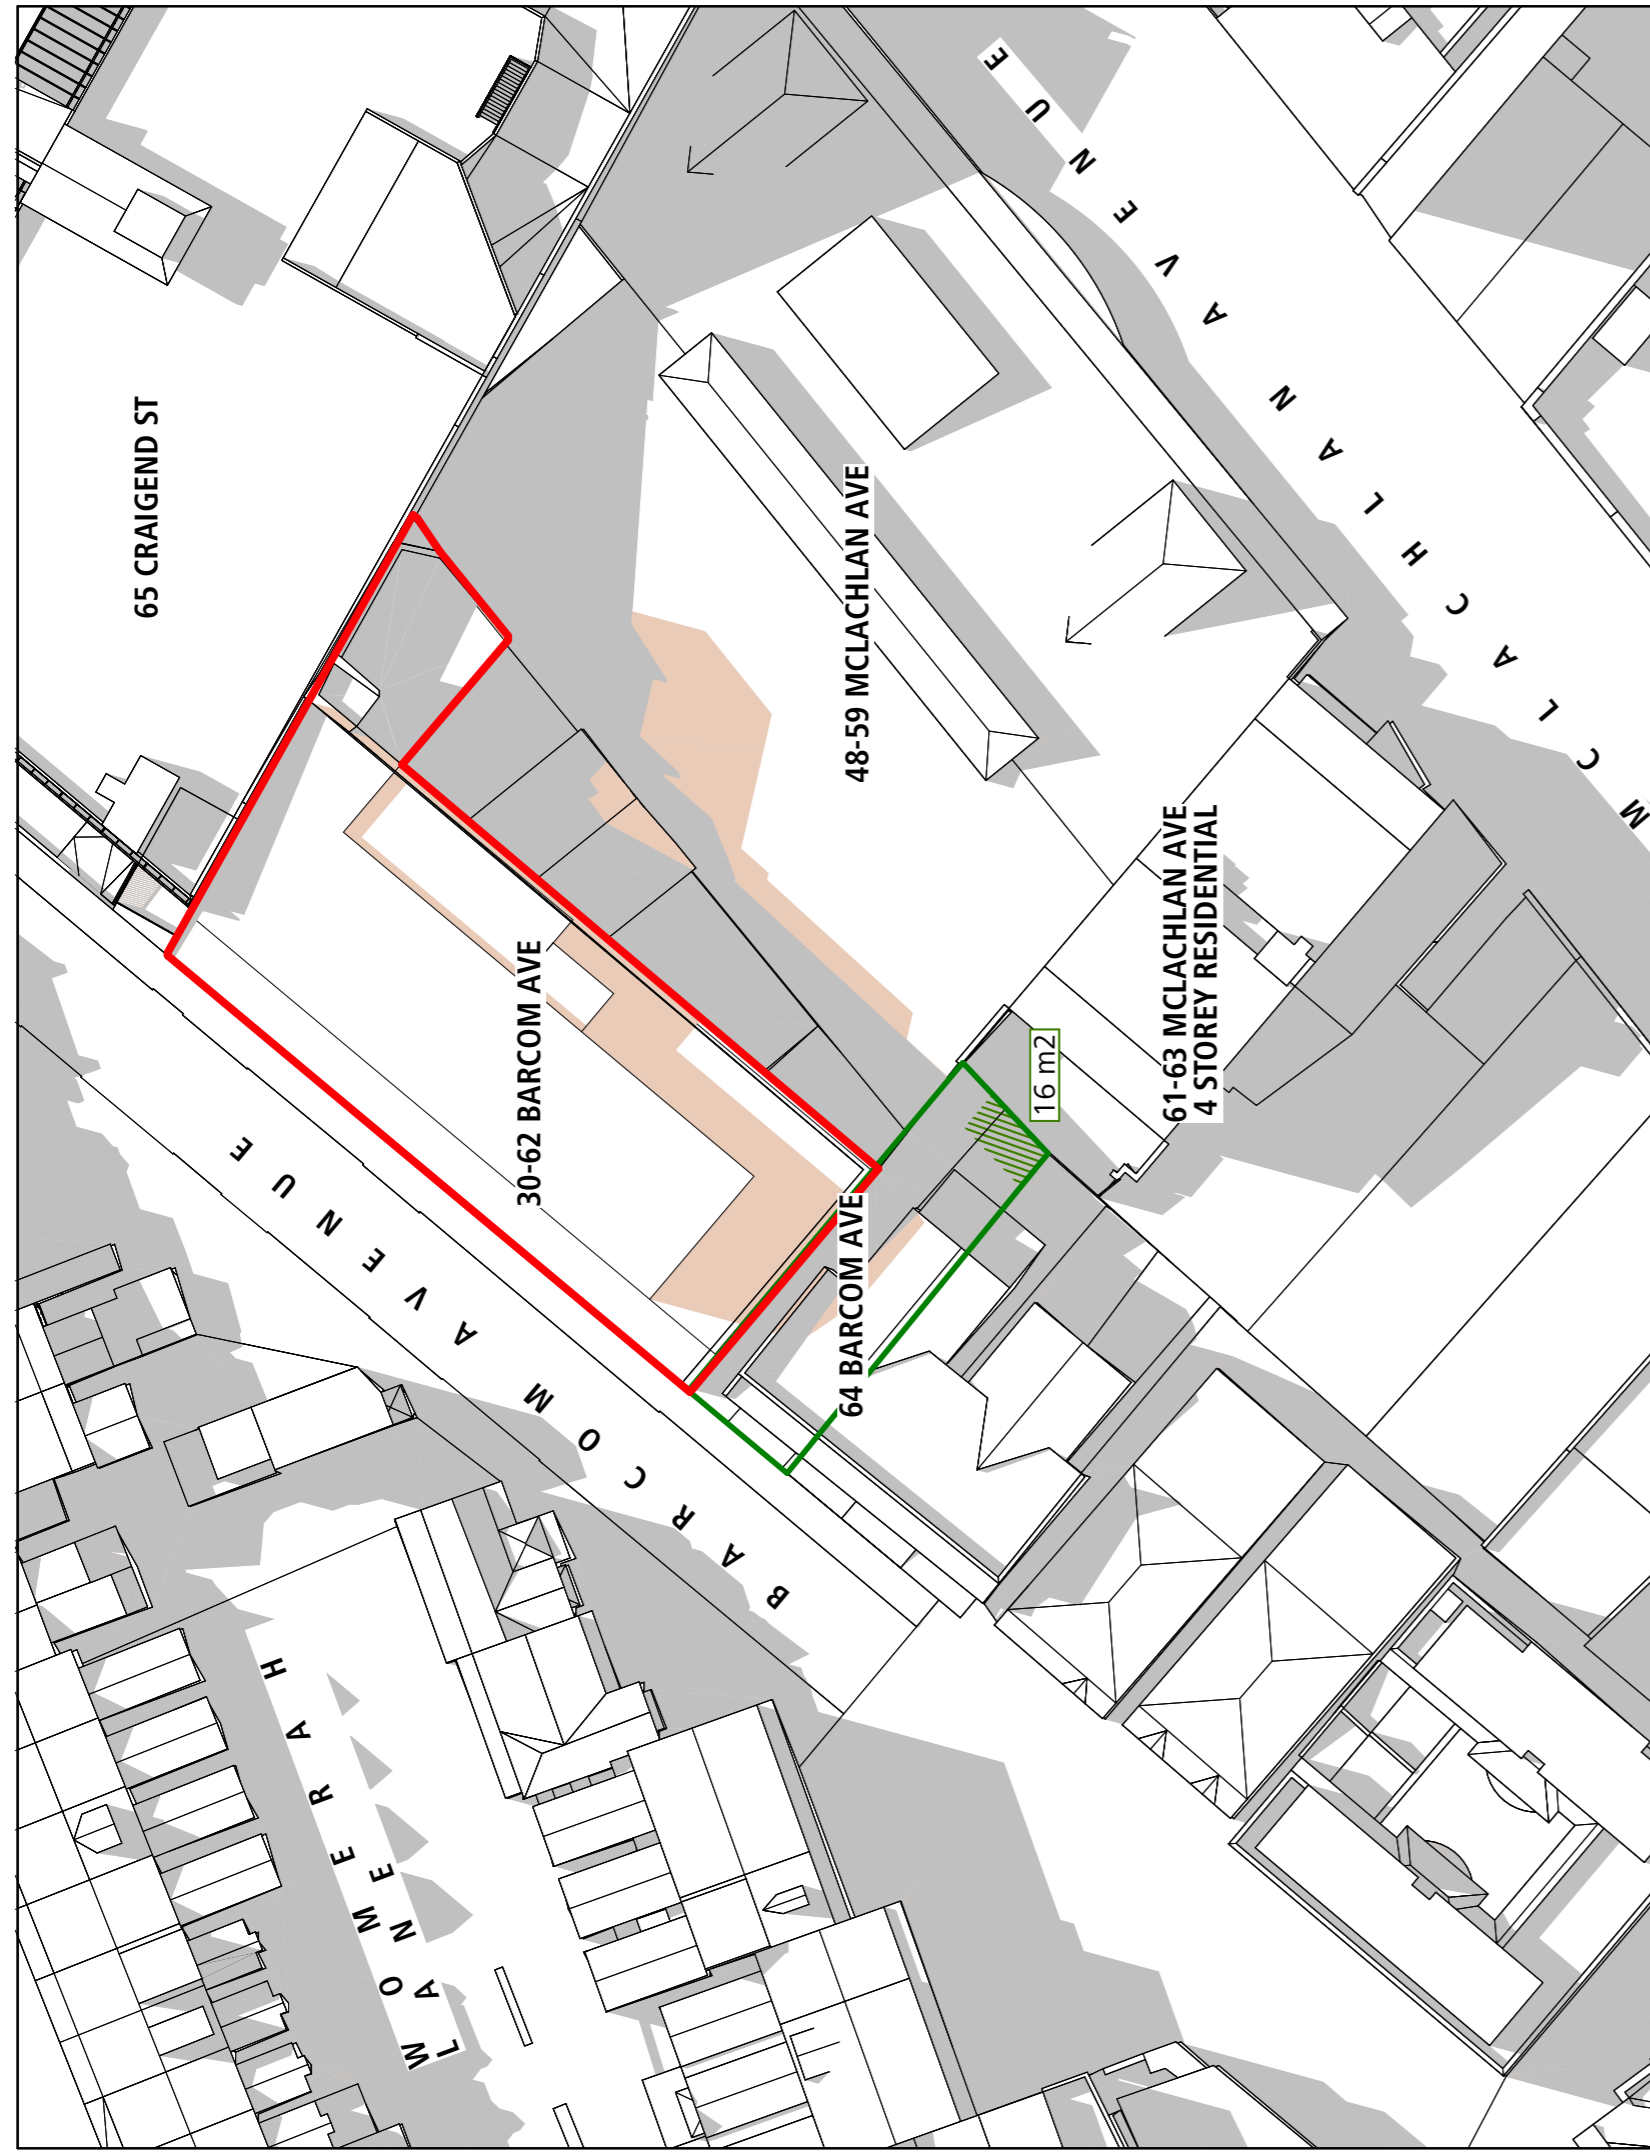 65 CRAIGEND ST
48-59 MCLACHLAN AVE
30-62 BARCOM AVE
61-63 MCLACHLAN AVE
4 STOREY RESIDENTIAL
16 m2
64 BARCOM AVE
MCLACHLAN AVENUE
BARCOM AVENUE
WOMEERAH
LANE